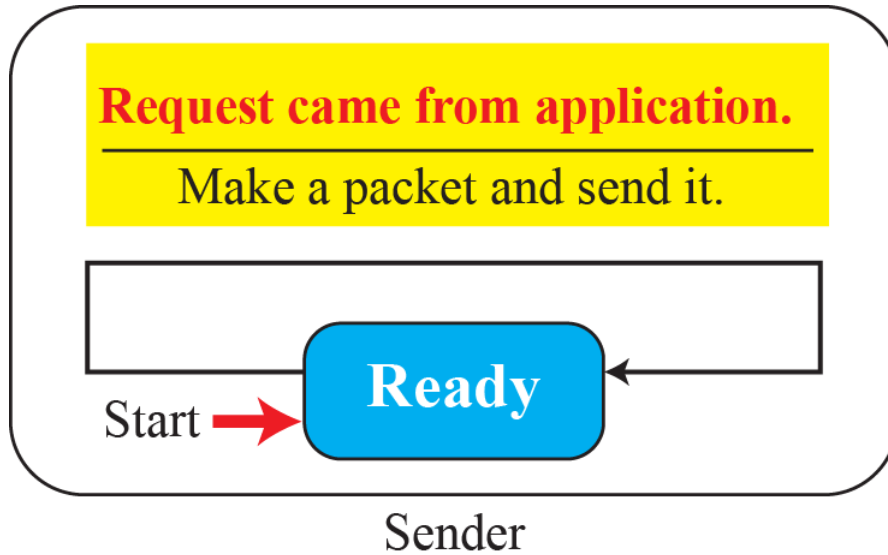 Request came from application.
Make a packet and send it.
Ready
Start
Sender